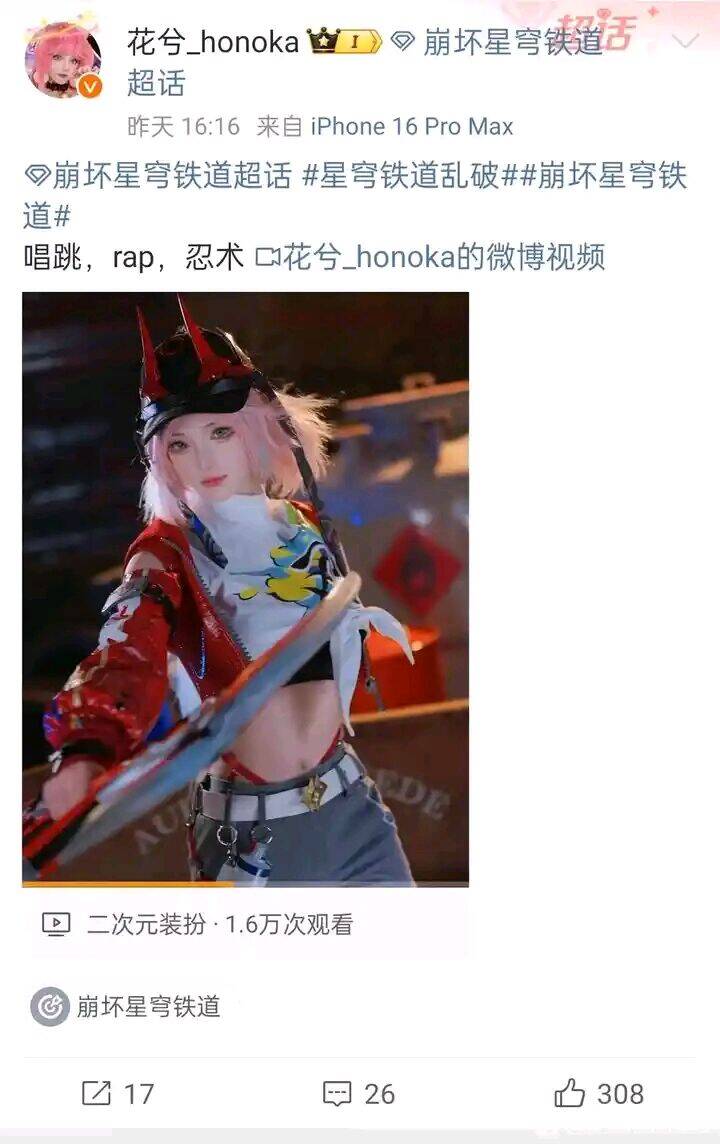 花兮_honoka I 崩坏星穹铁道
超话
超话
昨天 16:16 来自 iPhone 16 Pro Max
崩坏星穹铁道超话 #星穹铁道乱破##崩坏星穹铁
道#
唱跳，rap，忍术 花兮_honoka的微博视频
AU
EDE
二次元装扮 · 1.6万次观看
崩坏星穹铁道
17
26
308